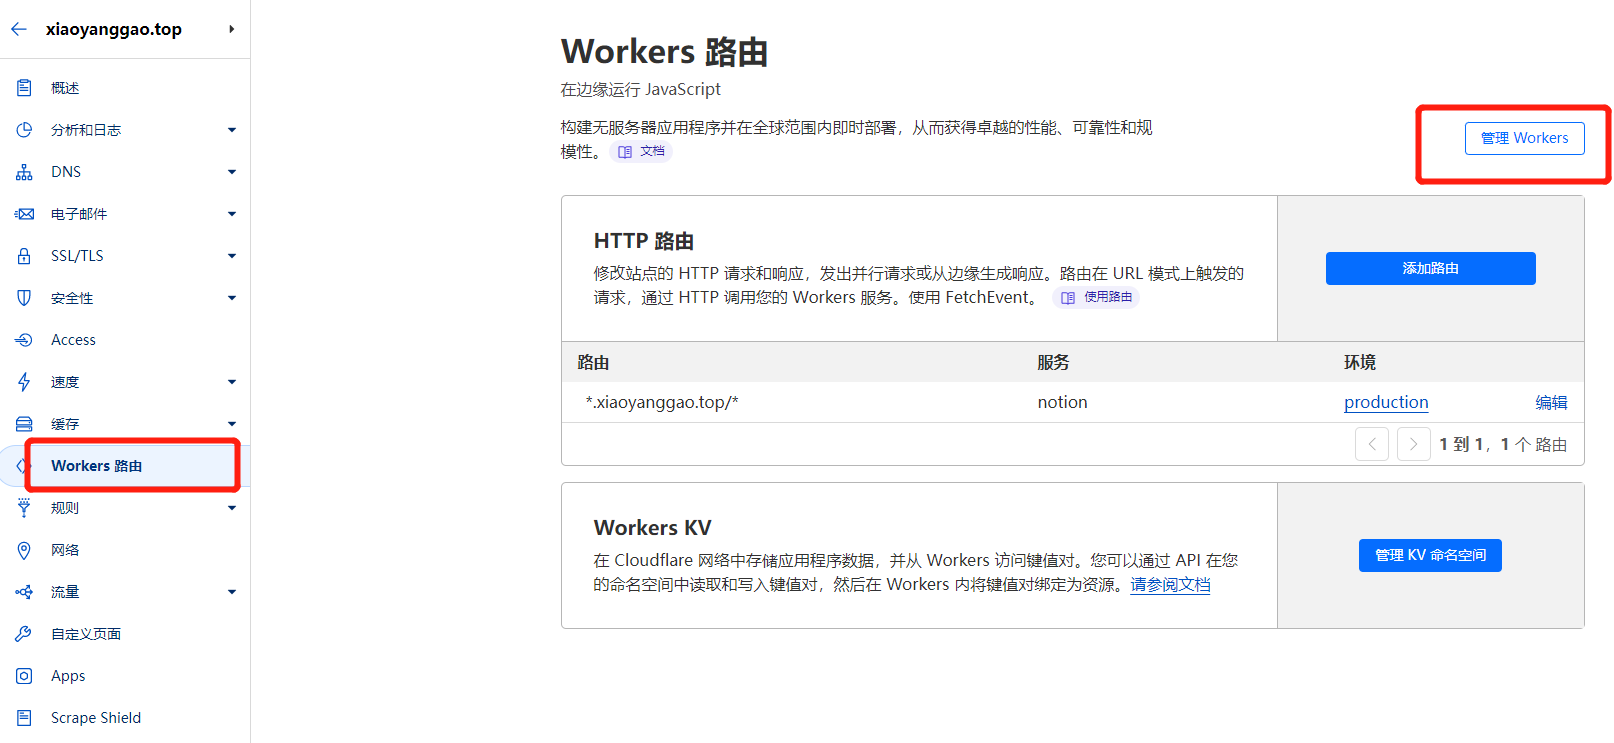 xiaoyanggao.top
概述
分析和日志
DNS
电子邮件
SSL/TLS
安全性
Access
速度
缓存
Workers 路由
规则
网络
流量
自定义页面
Apps
Scrape Shield
Workers 路由
在边缘运行 JavaScript
构建无服务器应用程序并在全球范围内即时部署，从而获得卓越的性能、可靠性和规
模性。 文档
管理 Workers
HTTP 路由
修改站点的 HTTP 请求和响应，发出并行请求或从边缘生成响应。路由在 URL 模式上触发的
请求，通过 HTTP 调用您的 Workers 服务。使用 FetchEvent。 使用路由
添加路由
路由 服务 环境
*.xiaoyanggao.top/* notion production 编辑
1 到 1，1 个 路由
Workers KV
在 Cloudflare 网络中存储应用程序数据，并从 Workers 访问键值对。您可以通过 API 在您
的命名空间中读取和写入键值对，然后在 Workers 内将键值对绑定为资源。请参阅文档
管理 KV 命名空间